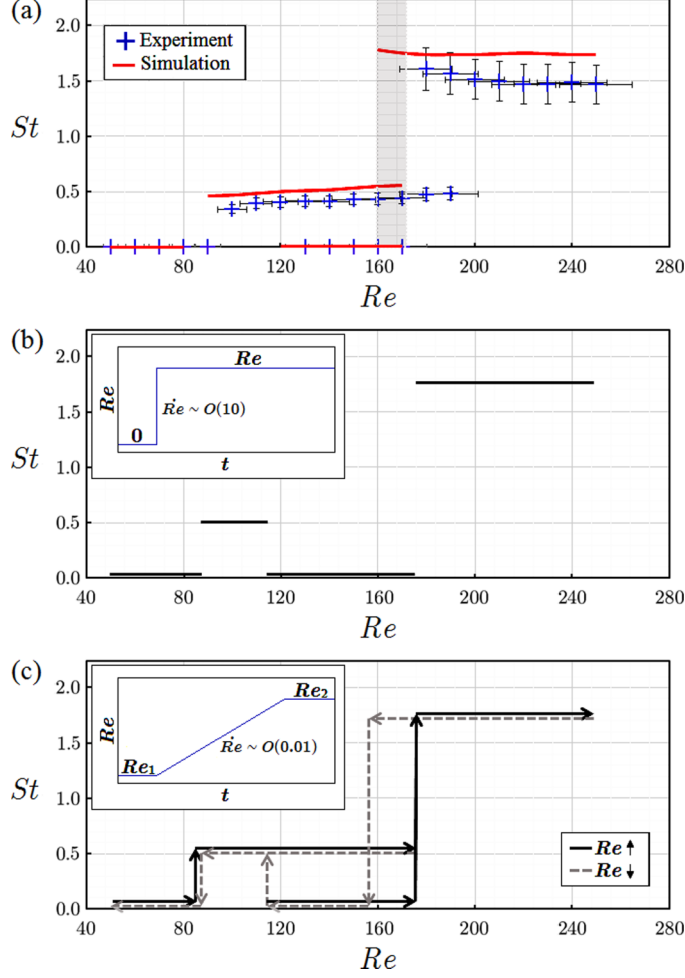 (a)
Experiment
Simulation
2.0
1.5
1.0
0.5
0.0
St
40 80 120 160 200 240 280
Re
(b)
Re
Re
0
Ṙe ~ O(10)
t
2.0
1.5
1.0
0.5
0.0
St
40 80 120 160 200 240 280
Re
(c)
Re
Re₂
Re₁
Ṙe ~ O(0.01)
t
2.0
1.5
1.0
0.5
0.0
St
Re ↑
Re ↓
40 80 120 160 200 240 280
Re